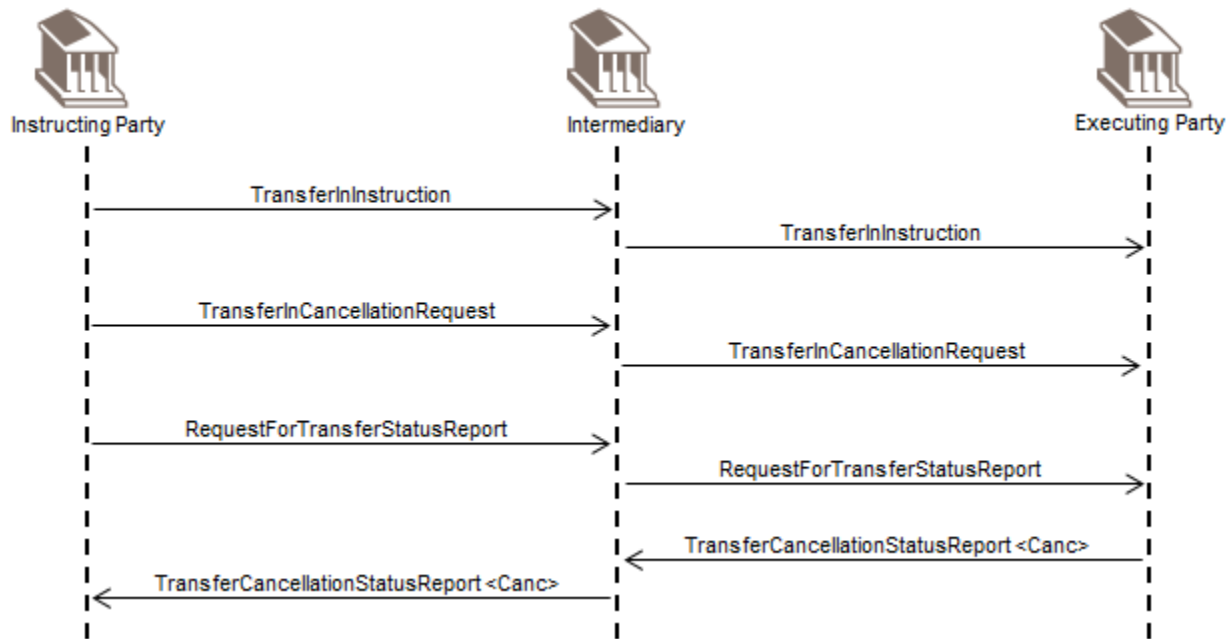 Instructing Party
Intermediary
Executing Party
TransferInInstruction
TransferInInstruction
TransferInCancellationRequest
TransferInCancellationRequest
RequestForTransferStatusReport
RequestForTransferStatusReport
TransferCancellationStatusReport <Canc>
TransferCancellationStatusReport <Canc>